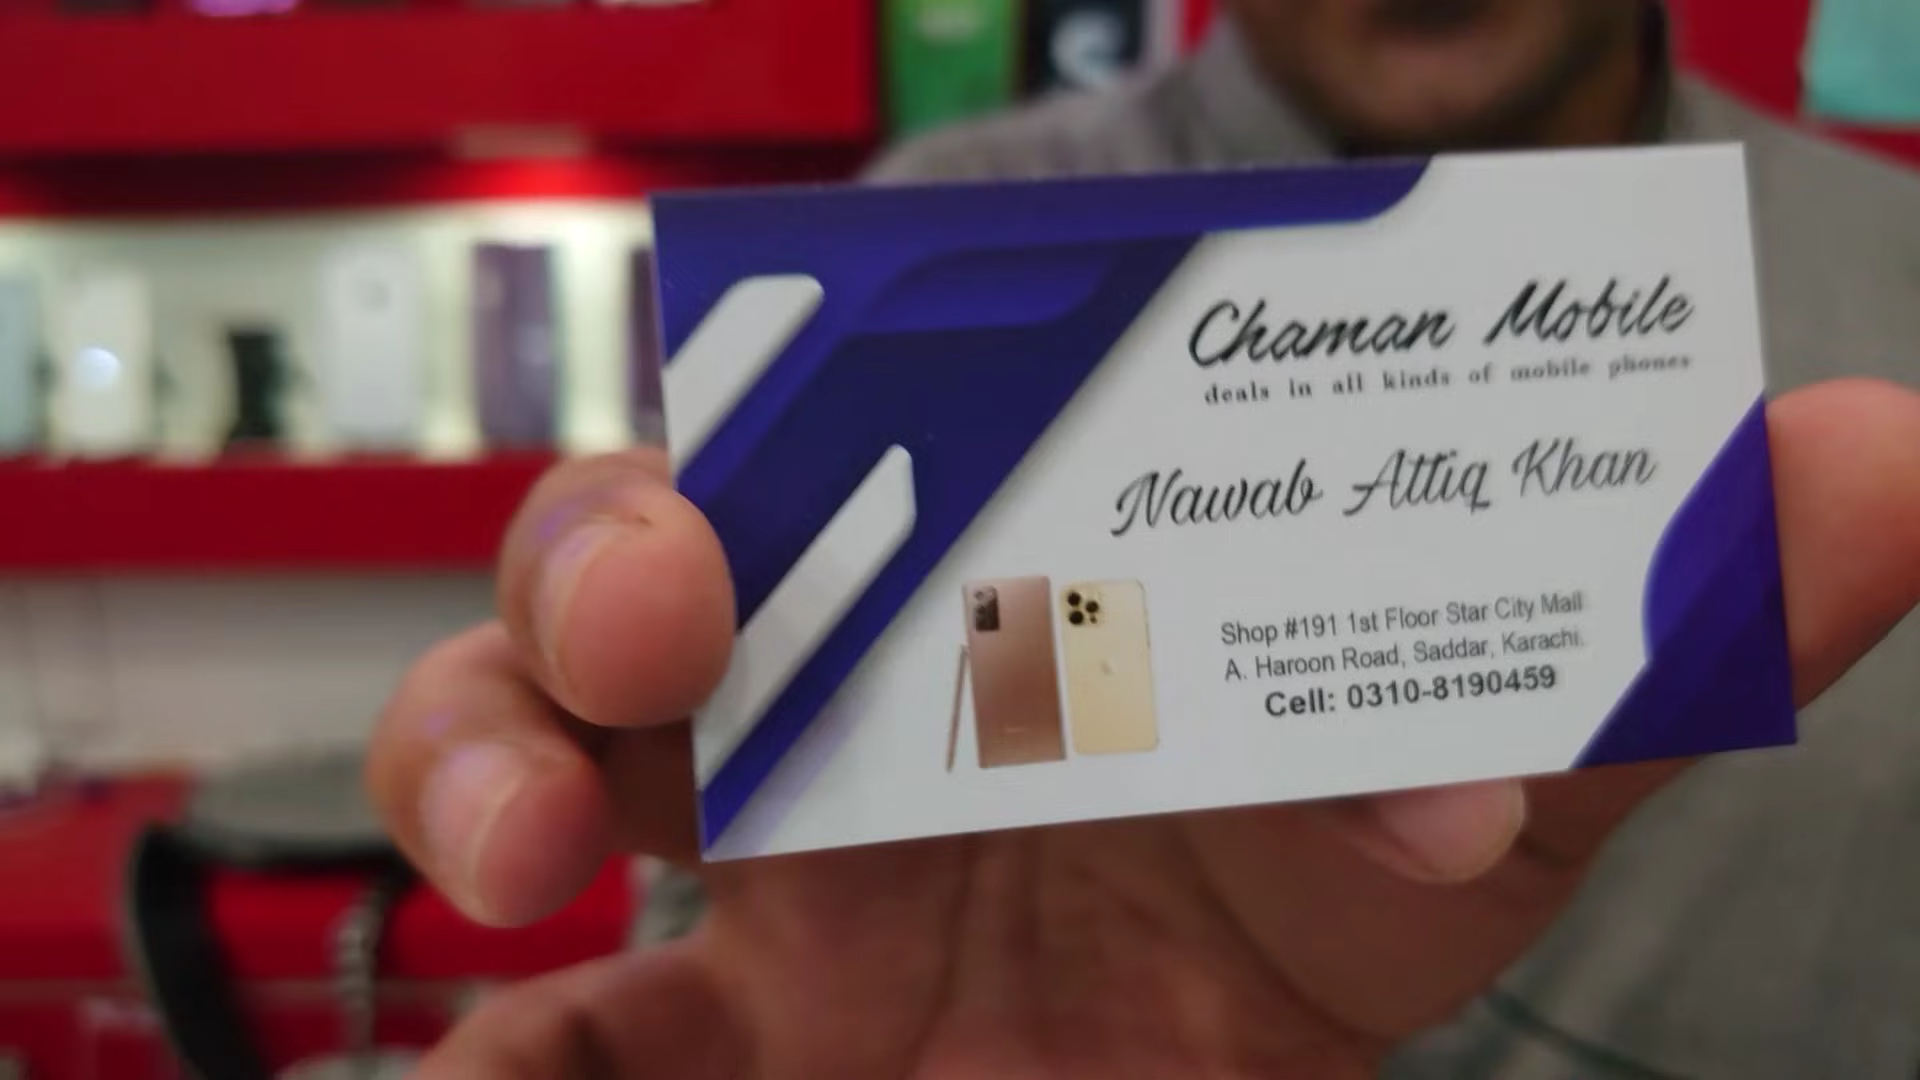 Chaman Mobile
deals in all kinds of mobile phones
Nawab Attiq Khan
Shop #191 1st Floor Star City Mall
A. Haroon Road, Saddar, Karachi.
Cell: 0310-8190459